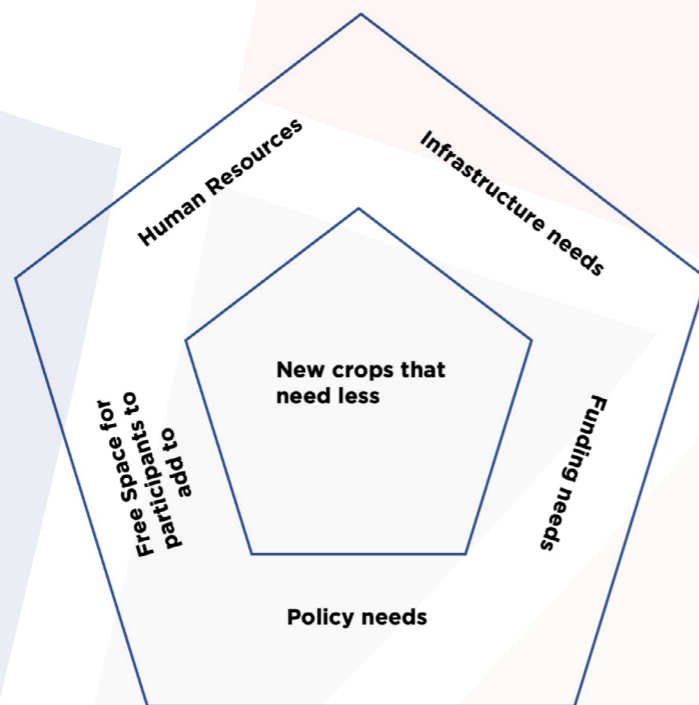 Human Resources
Infrastructure needs
New crops that
need less
Free Space for
participants to
add to
Funding needs
Policy needs